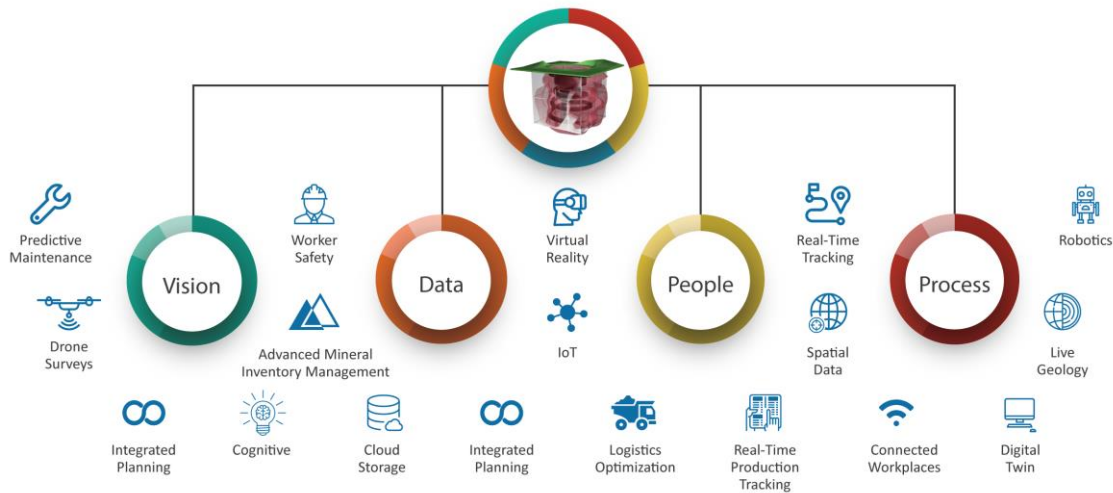 Predictive
Maintenance
Worker
Safety
Virtual
Reality
Real-Time
Tracking
Robotics
Vision
Data
People
Process
Drone
Surveys
Advanced Mineral
Inventory Management
IoT
Spatial
Data
Live
Geology
Integrated
Planning
Cognitive
Cloud
Storage
Integrated
Planning
Logistics
Optimization
Real-Time
Production
Tracking
Connected
Workplaces
Digital
Twin